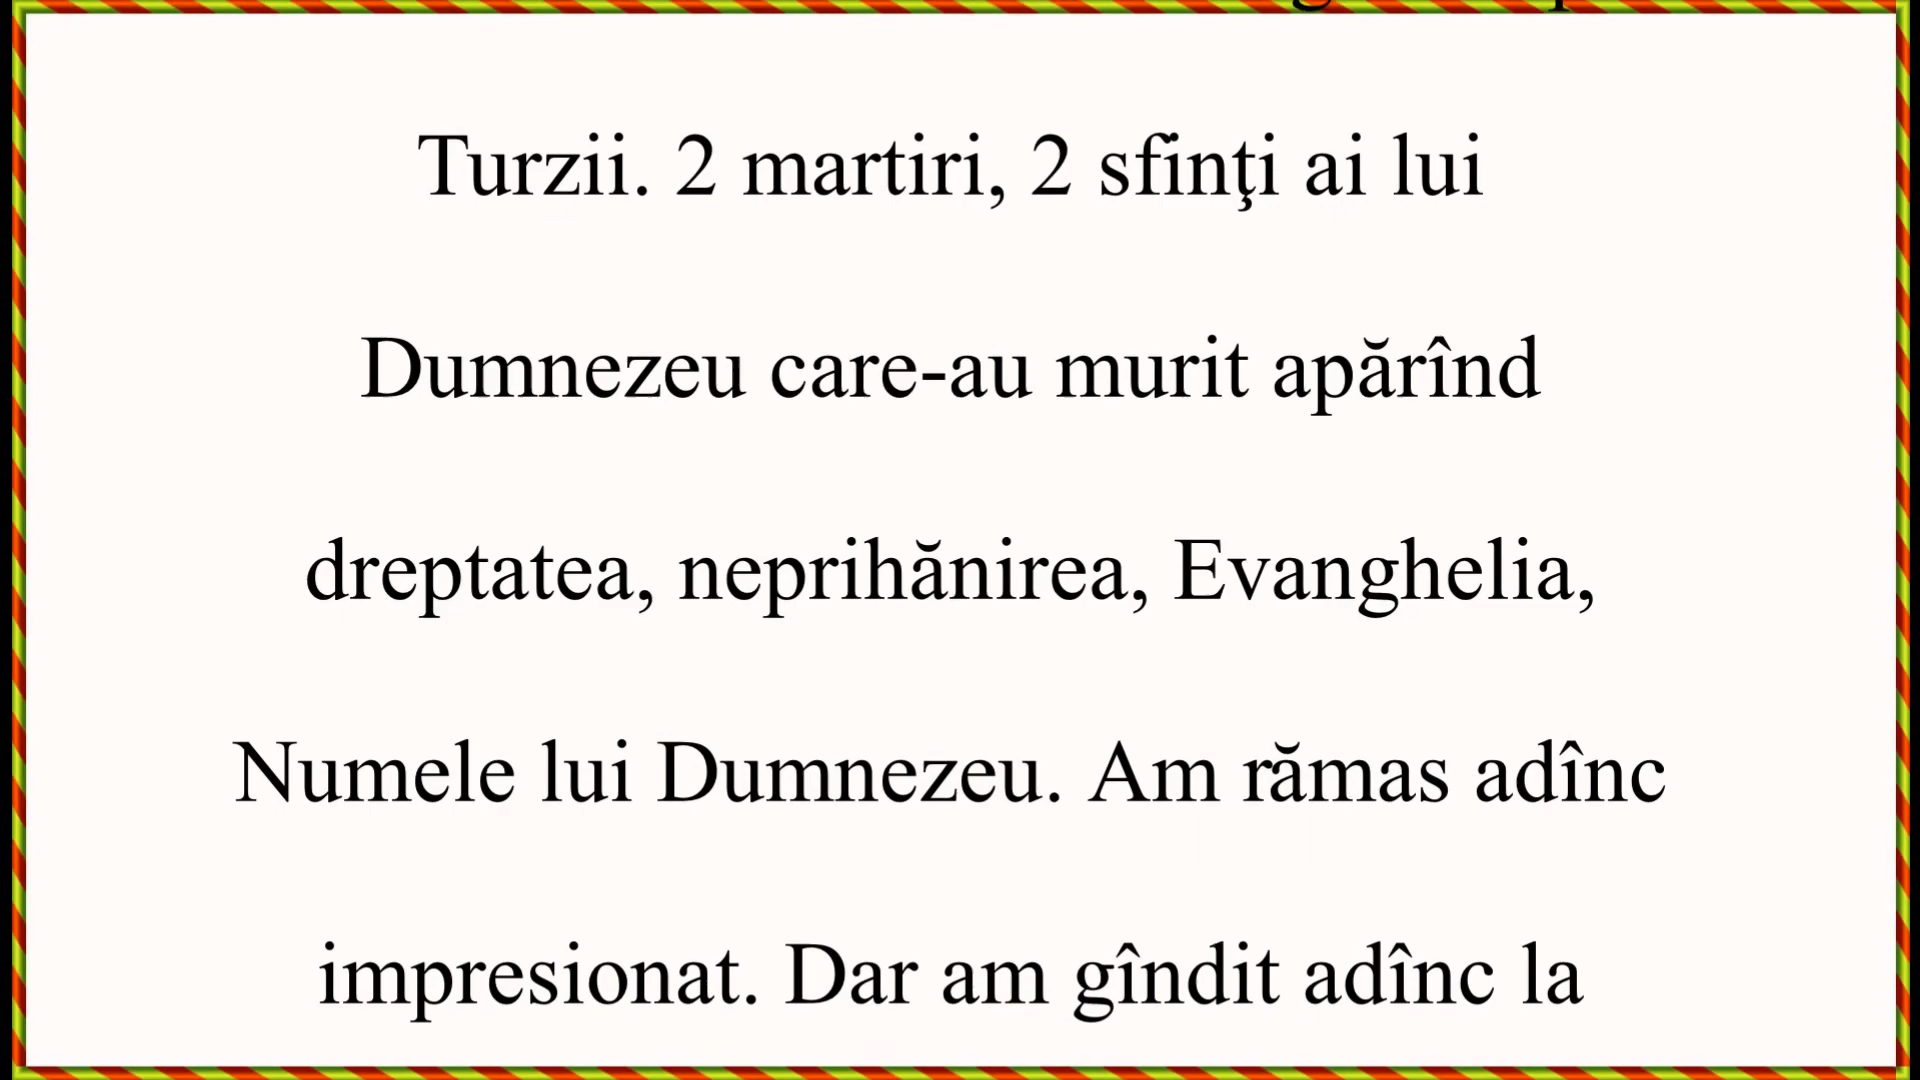 Turzii. 2 martiri, 2 sfinţi ai lui
Dumnezeu care-au murit apărînd
dreptatea, neprihănirea, Evanghelia,
Numele lui Dumnezeu. Am rămas adînc
impresionat. Dar am gîndit adînc la